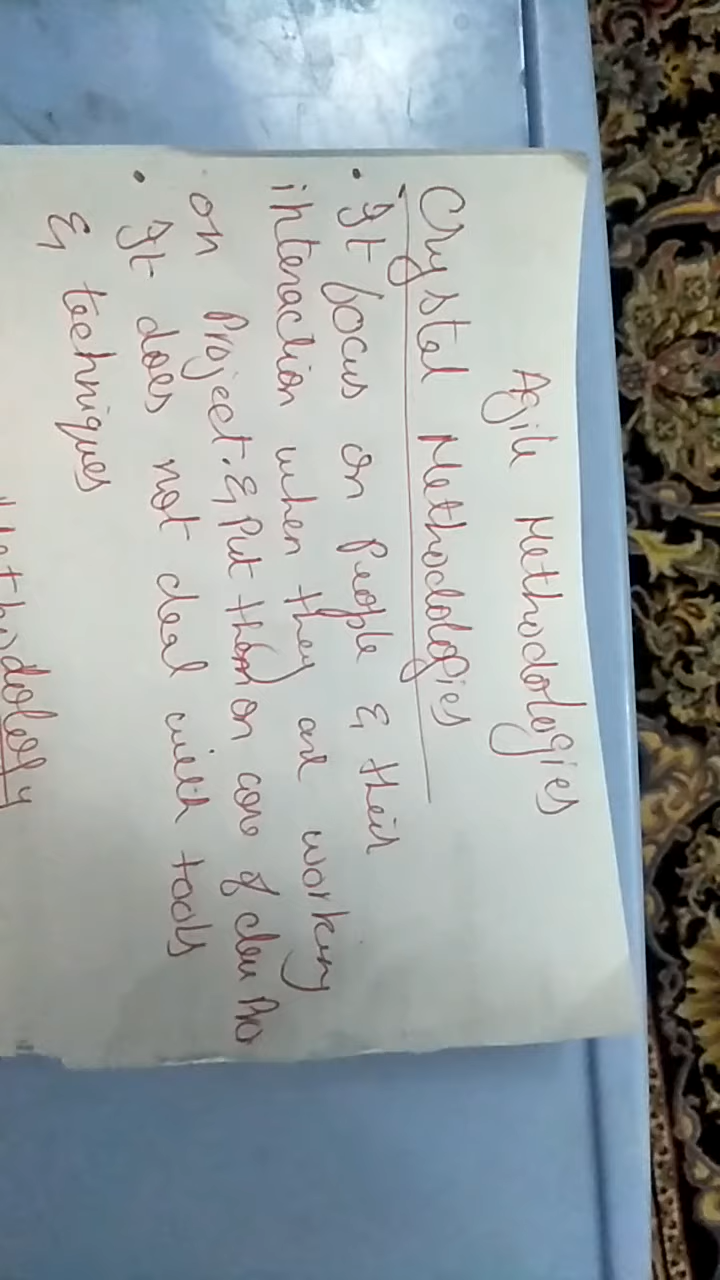 Agile Methodologies
Crystal Methodologies
• It focus on People & their
interaction when they are working
on Project. & Put them on core of dev Pro
• It does not deal with tools
& techniques
Methodology